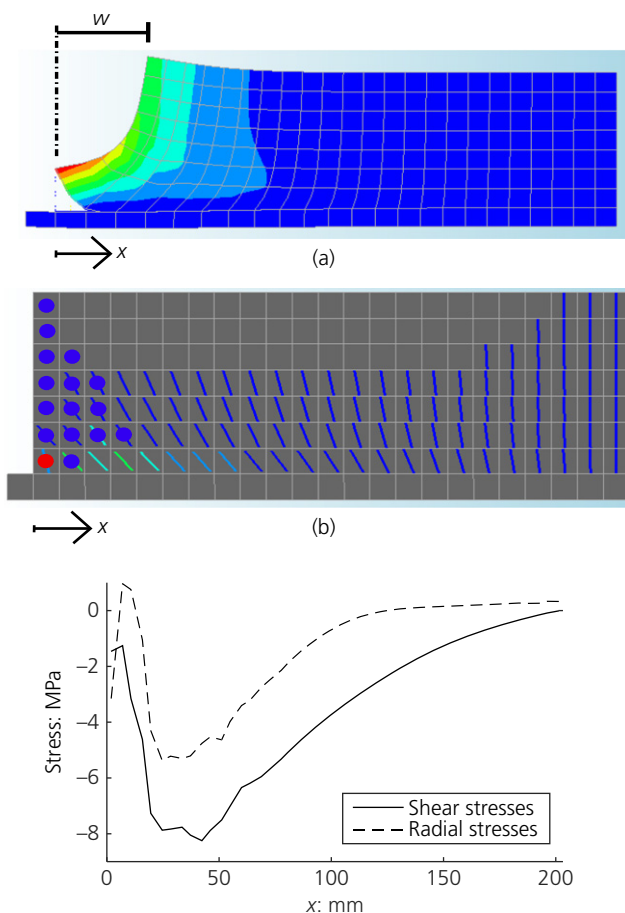 w
x
(a)
x
(b)
0
−2
−4
−6
−8
Stress: MPa
Shear stresses
Radial stresses
0
50
100
150
200
x: mm